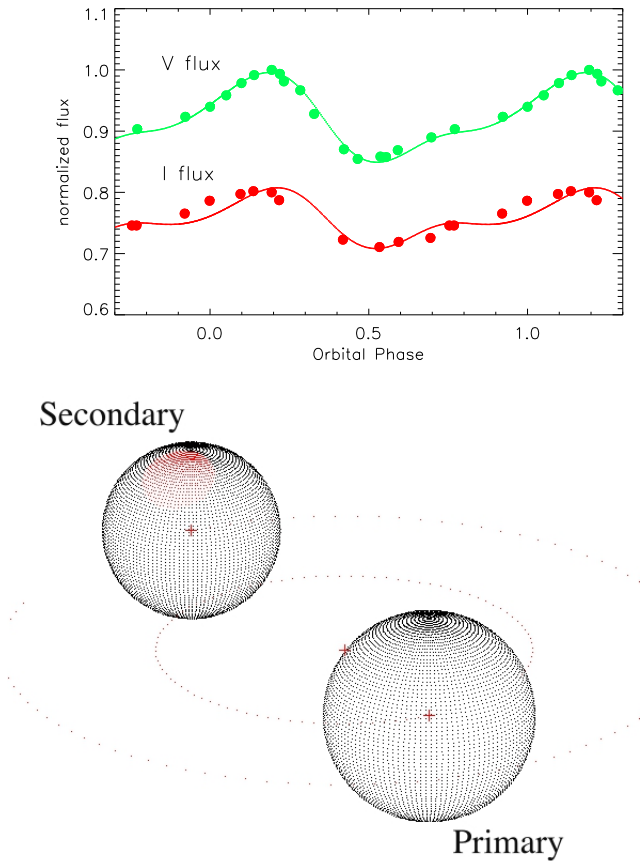 1.1
V flux
1.0
0.9
I flux
0.8
0.7
0.6
normalized flux
0.0
0.5
1.0
Orbital Phase
Secondary
Primary